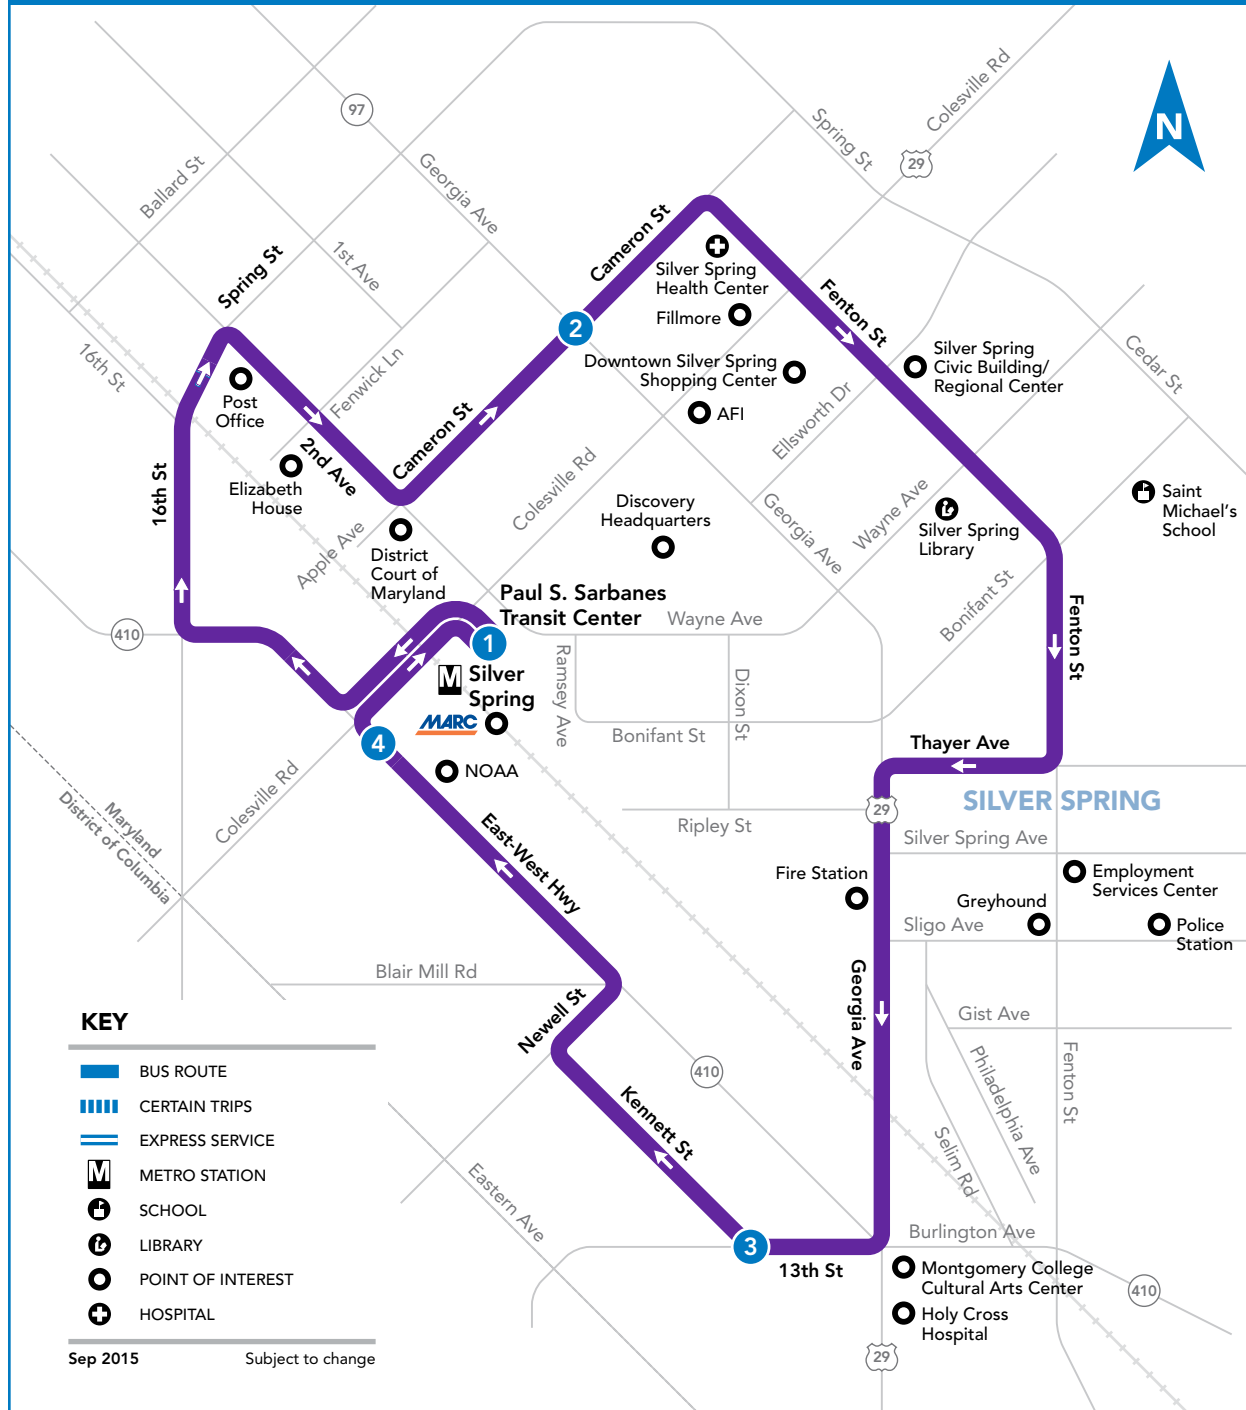 97
Colesville Rd
Spring St
29
N
Ballard St
Georgia Ave
1st Ave
Cameron St
Spring St
Silver Spring
Health Center
Fillmore
Fenton St
2
16th St
Fenwick Ln
Downtown Silver Spring
Shopping Center
AFI
Silver Spring
Civic Building/
Regional Center
Cedar St
Post
Office
Ellsworth Dr
2nd Ave
Cameron St
Elizabeth
House
16th St
Colesville Rd
Discovery
Headquarters
Georgia Ave
Wayne Ave
Silver Spring
Library
Saint
Michael's
School
Apple Ave
District
Court of
Maryland
Paul S. Sarbanes
Transit Center
1
Wayne Ave
Bonifant St
Fenton St
410
M
Silver
Spring
MARC
Ramsey Ave
Dixon St
Bonifant St
4
NOAA
Thayer Ave
SILVER SPRING
Colesville Rd
Maryland
District of Columbia
29
Ripley St
Silver Spring Ave
East-West Hwy
Fire Station
Employment
Services Center
Greyhound
Sligo Ave
Police
Station
Blair Mill Rd
Newell St
Georgia Ave
Gist Ave
Philadelphia Ave
Fenton St
410
Kennett St
Selim Rd
Eastern Ave
3
13th St
Burlington Ave
Montgomery College
Cultural Arts Center
410
Holy Cross
Hospital
29
KEY
BUS ROUTE
CERTAIN TRIPS
EXPRESS SERVICE
M
METRO STATION
SCHOOL
LIBRARY
POINT OF INTEREST
HOSPITAL
Sep 2015
Subject to change